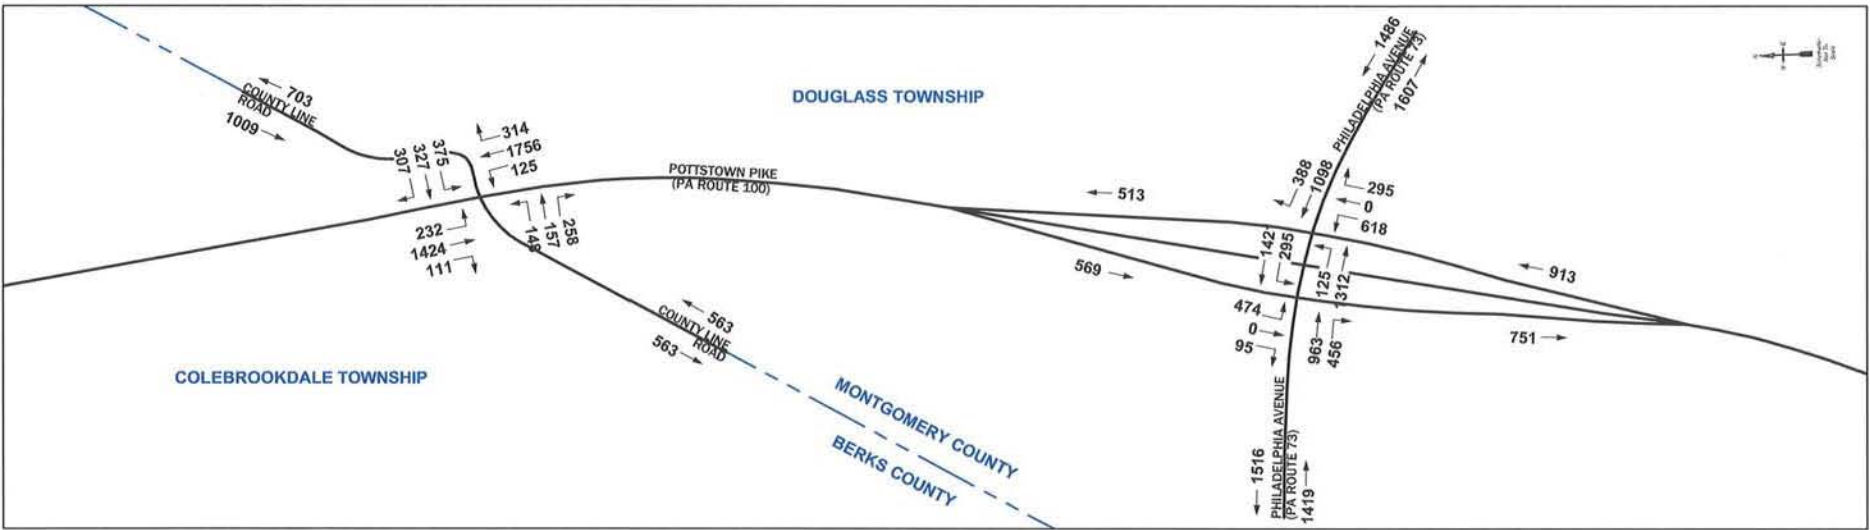 1486
PHILADELPHIA AVENUE
(PA ROUTE 73)
1607
703
COUNTY LINE
ROAD
1009
DOUGLASS TOWNSHIP
307
327
375
314
1756
125
POTTSTOWN PIKE
(PA ROUTE 100)
232
1424
111
148
157
258
388
1098
295
0
618
513
569
142
295
125
1312
913
474
0
95
963
456
751
563
COUNTY LINE
ROAD
563
COLEBROOKDALE TOWNSHIP
MONTGOMERY COUNTY
BERKS COUNTY
1516
PHILADELPHIA AVENUE
(PA ROUTE 73)
1419